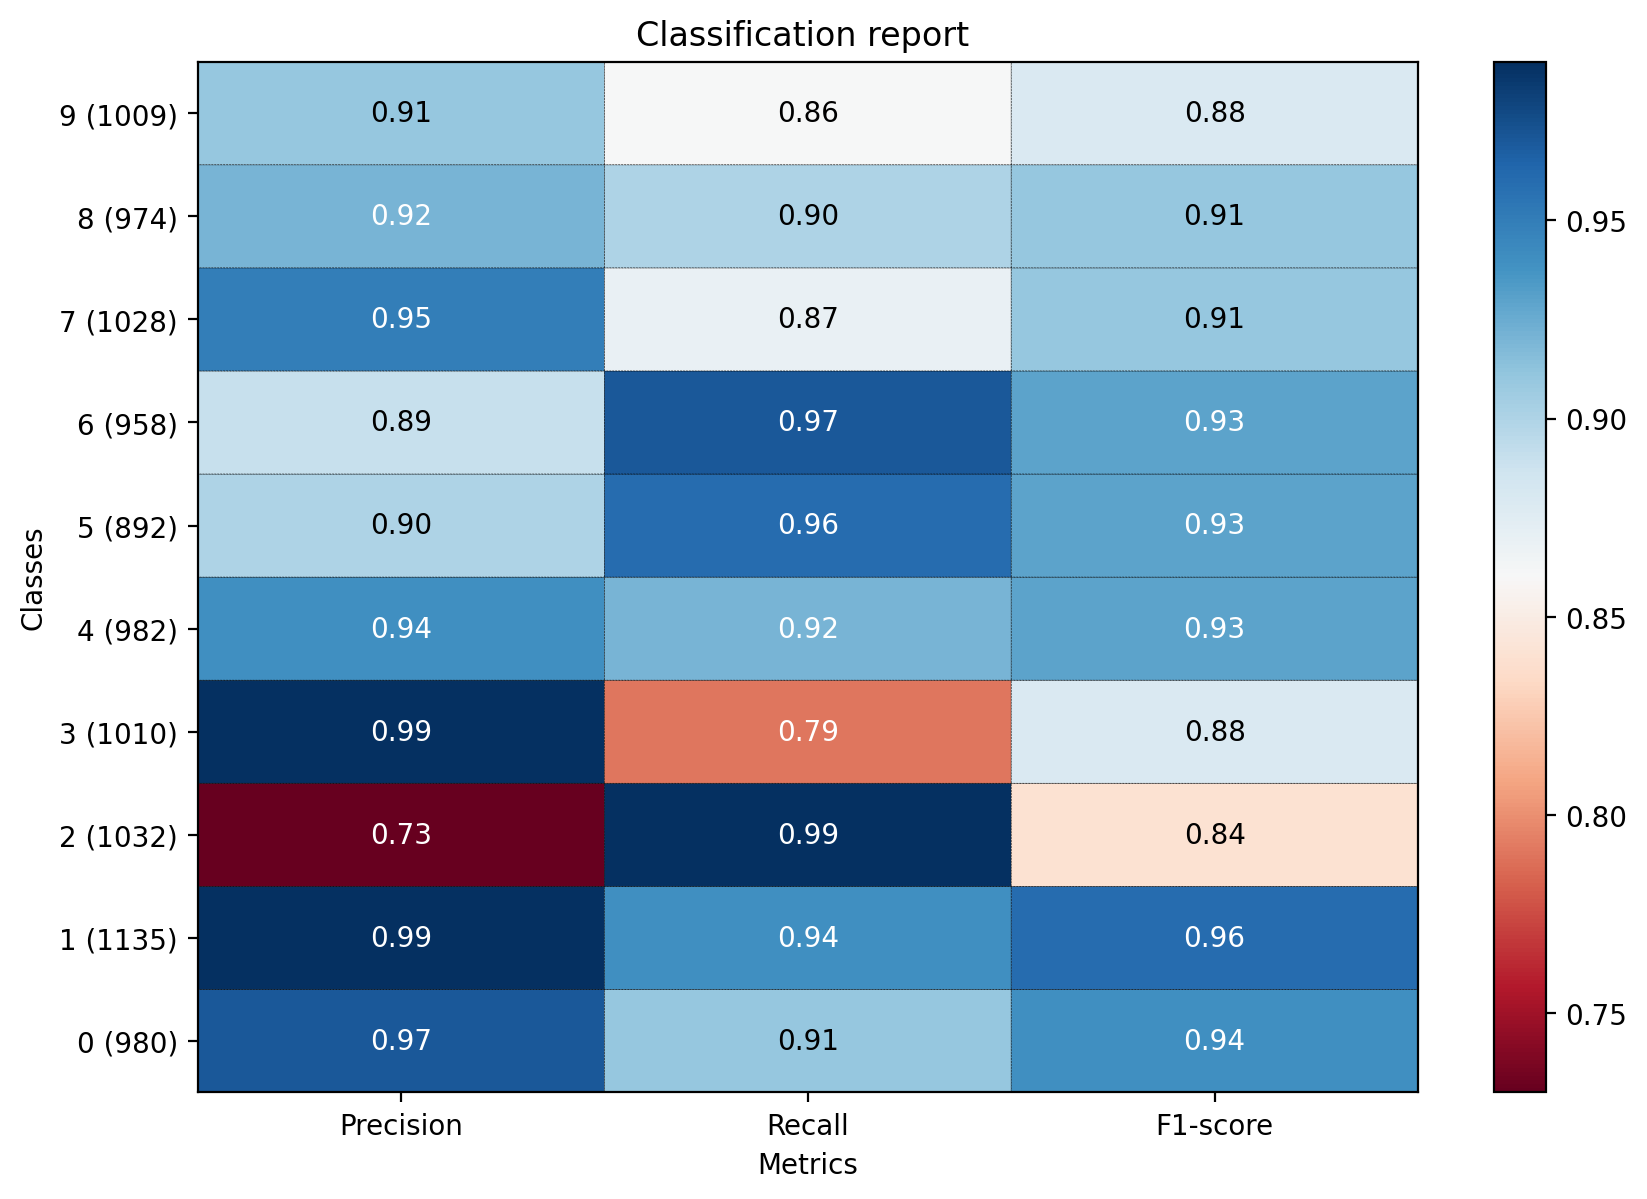 Classification report
9 (1009) 0.91 0.86 0.88
8 (974) 0.92 0.90 0.91
7 (1028) 0.95 0.87 0.91
6 (958) 0.89 0.97 0.93
5 (892) 0.90 0.96 0.93
4 (982) 0.94 0.92 0.93
3 (1010) 0.99 0.79 0.88
2 (1032) 0.73 0.99 0.84
1 (1135) 0.99 0.94 0.96
0 (980) 0.97 0.91 0.94
Precision Recall F1-score
Metrics
Classes
0.95
0.90
0.85
0.80
0.75